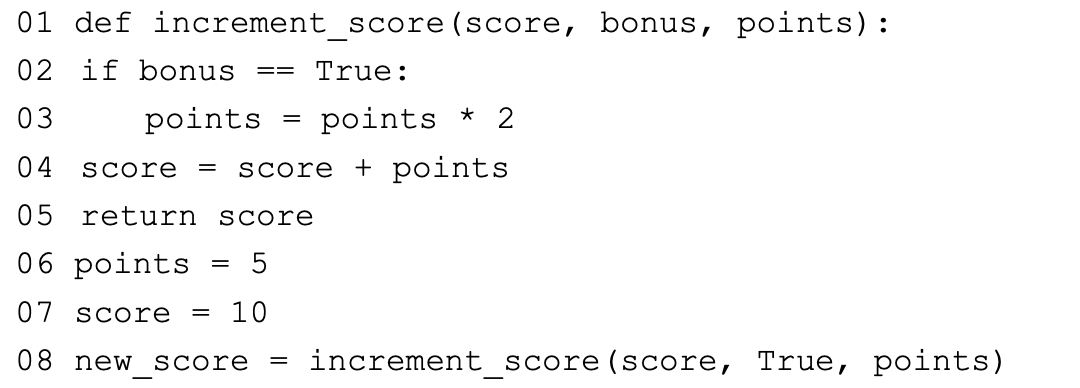 01 def increment_score(score, bonus, points):
02 if bonus == True:
03     points = points * 2
04 score = score + points
05 return score
06 points = 5
07 score = 10
08 new_score = increment_score(score, True, points)